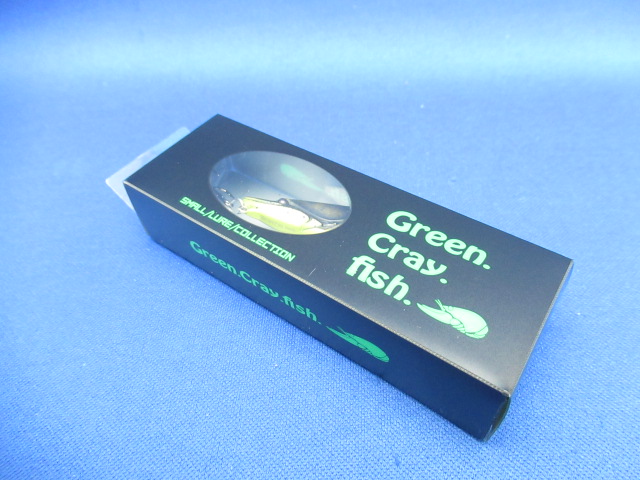 Green.
Cray.
fish.
SMALL/LURE/COLLECTION
Green.Cray.fish.